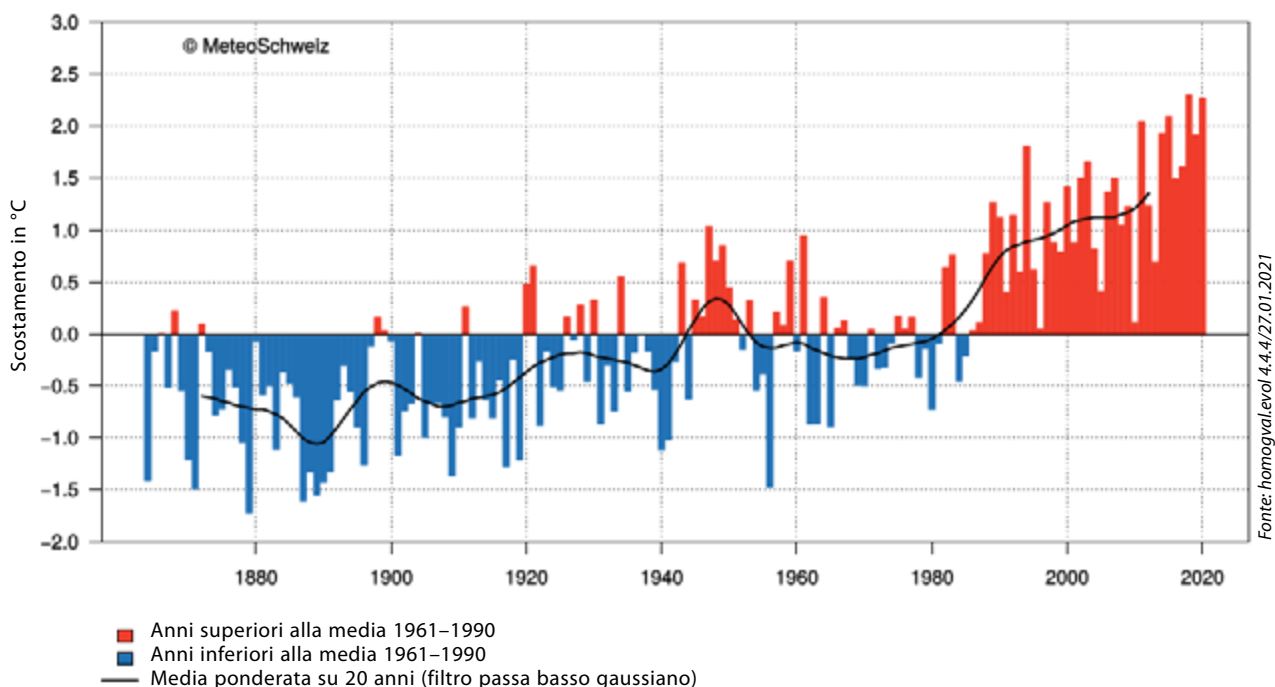 © MeteoSchweiz
3.0
2.5
2.0
1.5
1.0
0.5
0.0
−0.5
−1.0
−1.5
−2.0
Scostamento in °C
1880 1900 1920 1940 1960 1980 2000 2020
Fonte: homogval.evol 4.4.4/27.01.2021
Anni superiori alla media 1961–1990
Anni inferiori alla media 1961–1990
Media ponderata su 20 anni (filtro passa basso gaussiano)